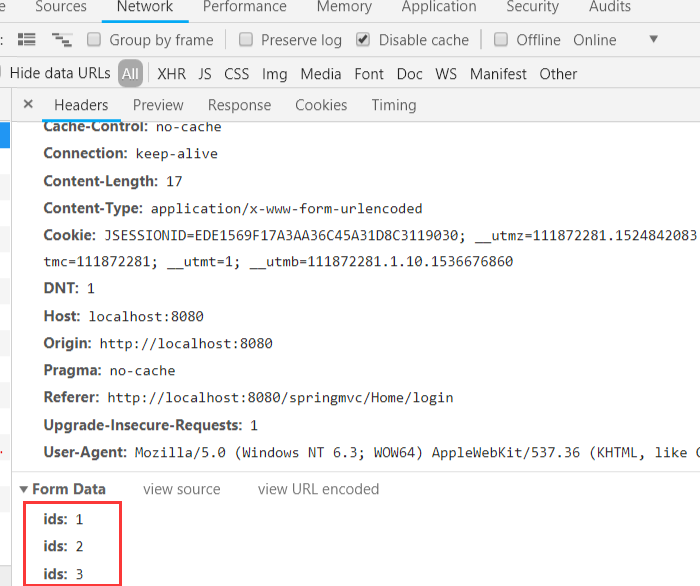 Sources Network Performance Memory Application Security Audits
Group by frame Preserve log Disable cache Offline Online
Hide data URLs All XHR JS CSS Img Media Font Doc WS Manifest Other
× Headers Preview Response Cookies Timing
Cache-Control: no-cache
Connection: keep-alive
Content-Length: 17
Content-Type: application/x-www-form-urlencoded
Cookie: JSESSIONID=EDE1569F17A3AA36C45A31D8C3119030; __utmz=111872281.1524842083
tmc=111872281; __utmt=1; __utmb=111872281.1.10.1536676860
DNT: 1
Host: localhost:8080
Origin: http://localhost:8080
Pragma: no-cache
Referer: http://localhost:8080/springmvc/Home/login
Upgrade-Insecure-Requests: 1
User-Agent: Mozilla/5.0 (Windows NT 6.3; WOW64) AppleWebKit/537.36 (KHTML, like
Form Data view source view URL encoded
ids: 1
ids: 2
ids: 3